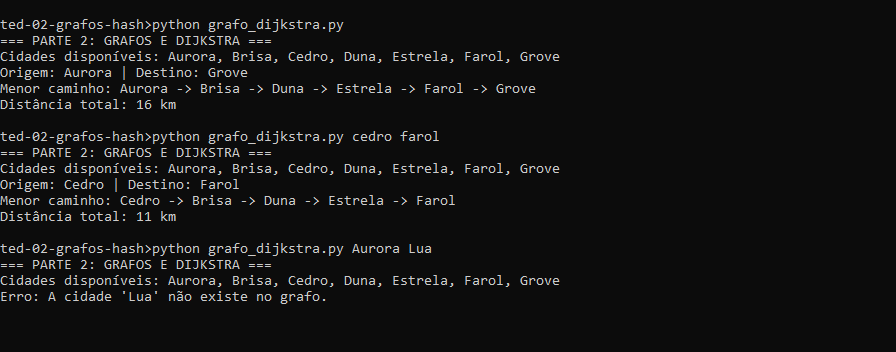 ted-02-grafos-hash>python grafo_dijkstra.py
=== PARTE 2: GRAFOS E DIJKSTRA ===
Cidades disponíveis: Aurora, Brisa, Cedro, Duna, Estrela, Farol, Grove
Origem: Aurora | Destino: Grove
Menor caminho: Aurora -> Brisa -> Duna -> Estrela -> Farol -> Grove
Distância total: 16 km
ted-02-grafos-hash>python grafo_dijkstra.py cedro farol
=== PARTE 2: GRAFOS E DIJKSTRA ===
Cidades disponíveis: Aurora, Brisa, Cedro, Duna, Estrela, Farol, Grove
Origem: Cedro | Destino: Farol
Menor caminho: Cedro -> Brisa -> Duna -> Estrela -> Farol
Distância total: 11 km
ted-02-grafos-hash>python grafo_dijkstra.py Aurora Lua
=== PARTE 2: GRAFOS E DIJKSTRA ===
Cidades disponíveis: Aurora, Brisa, Cedro, Duna, Estrela, Farol, Grove
Erro: A cidade 'Lua' não existe no grafo.